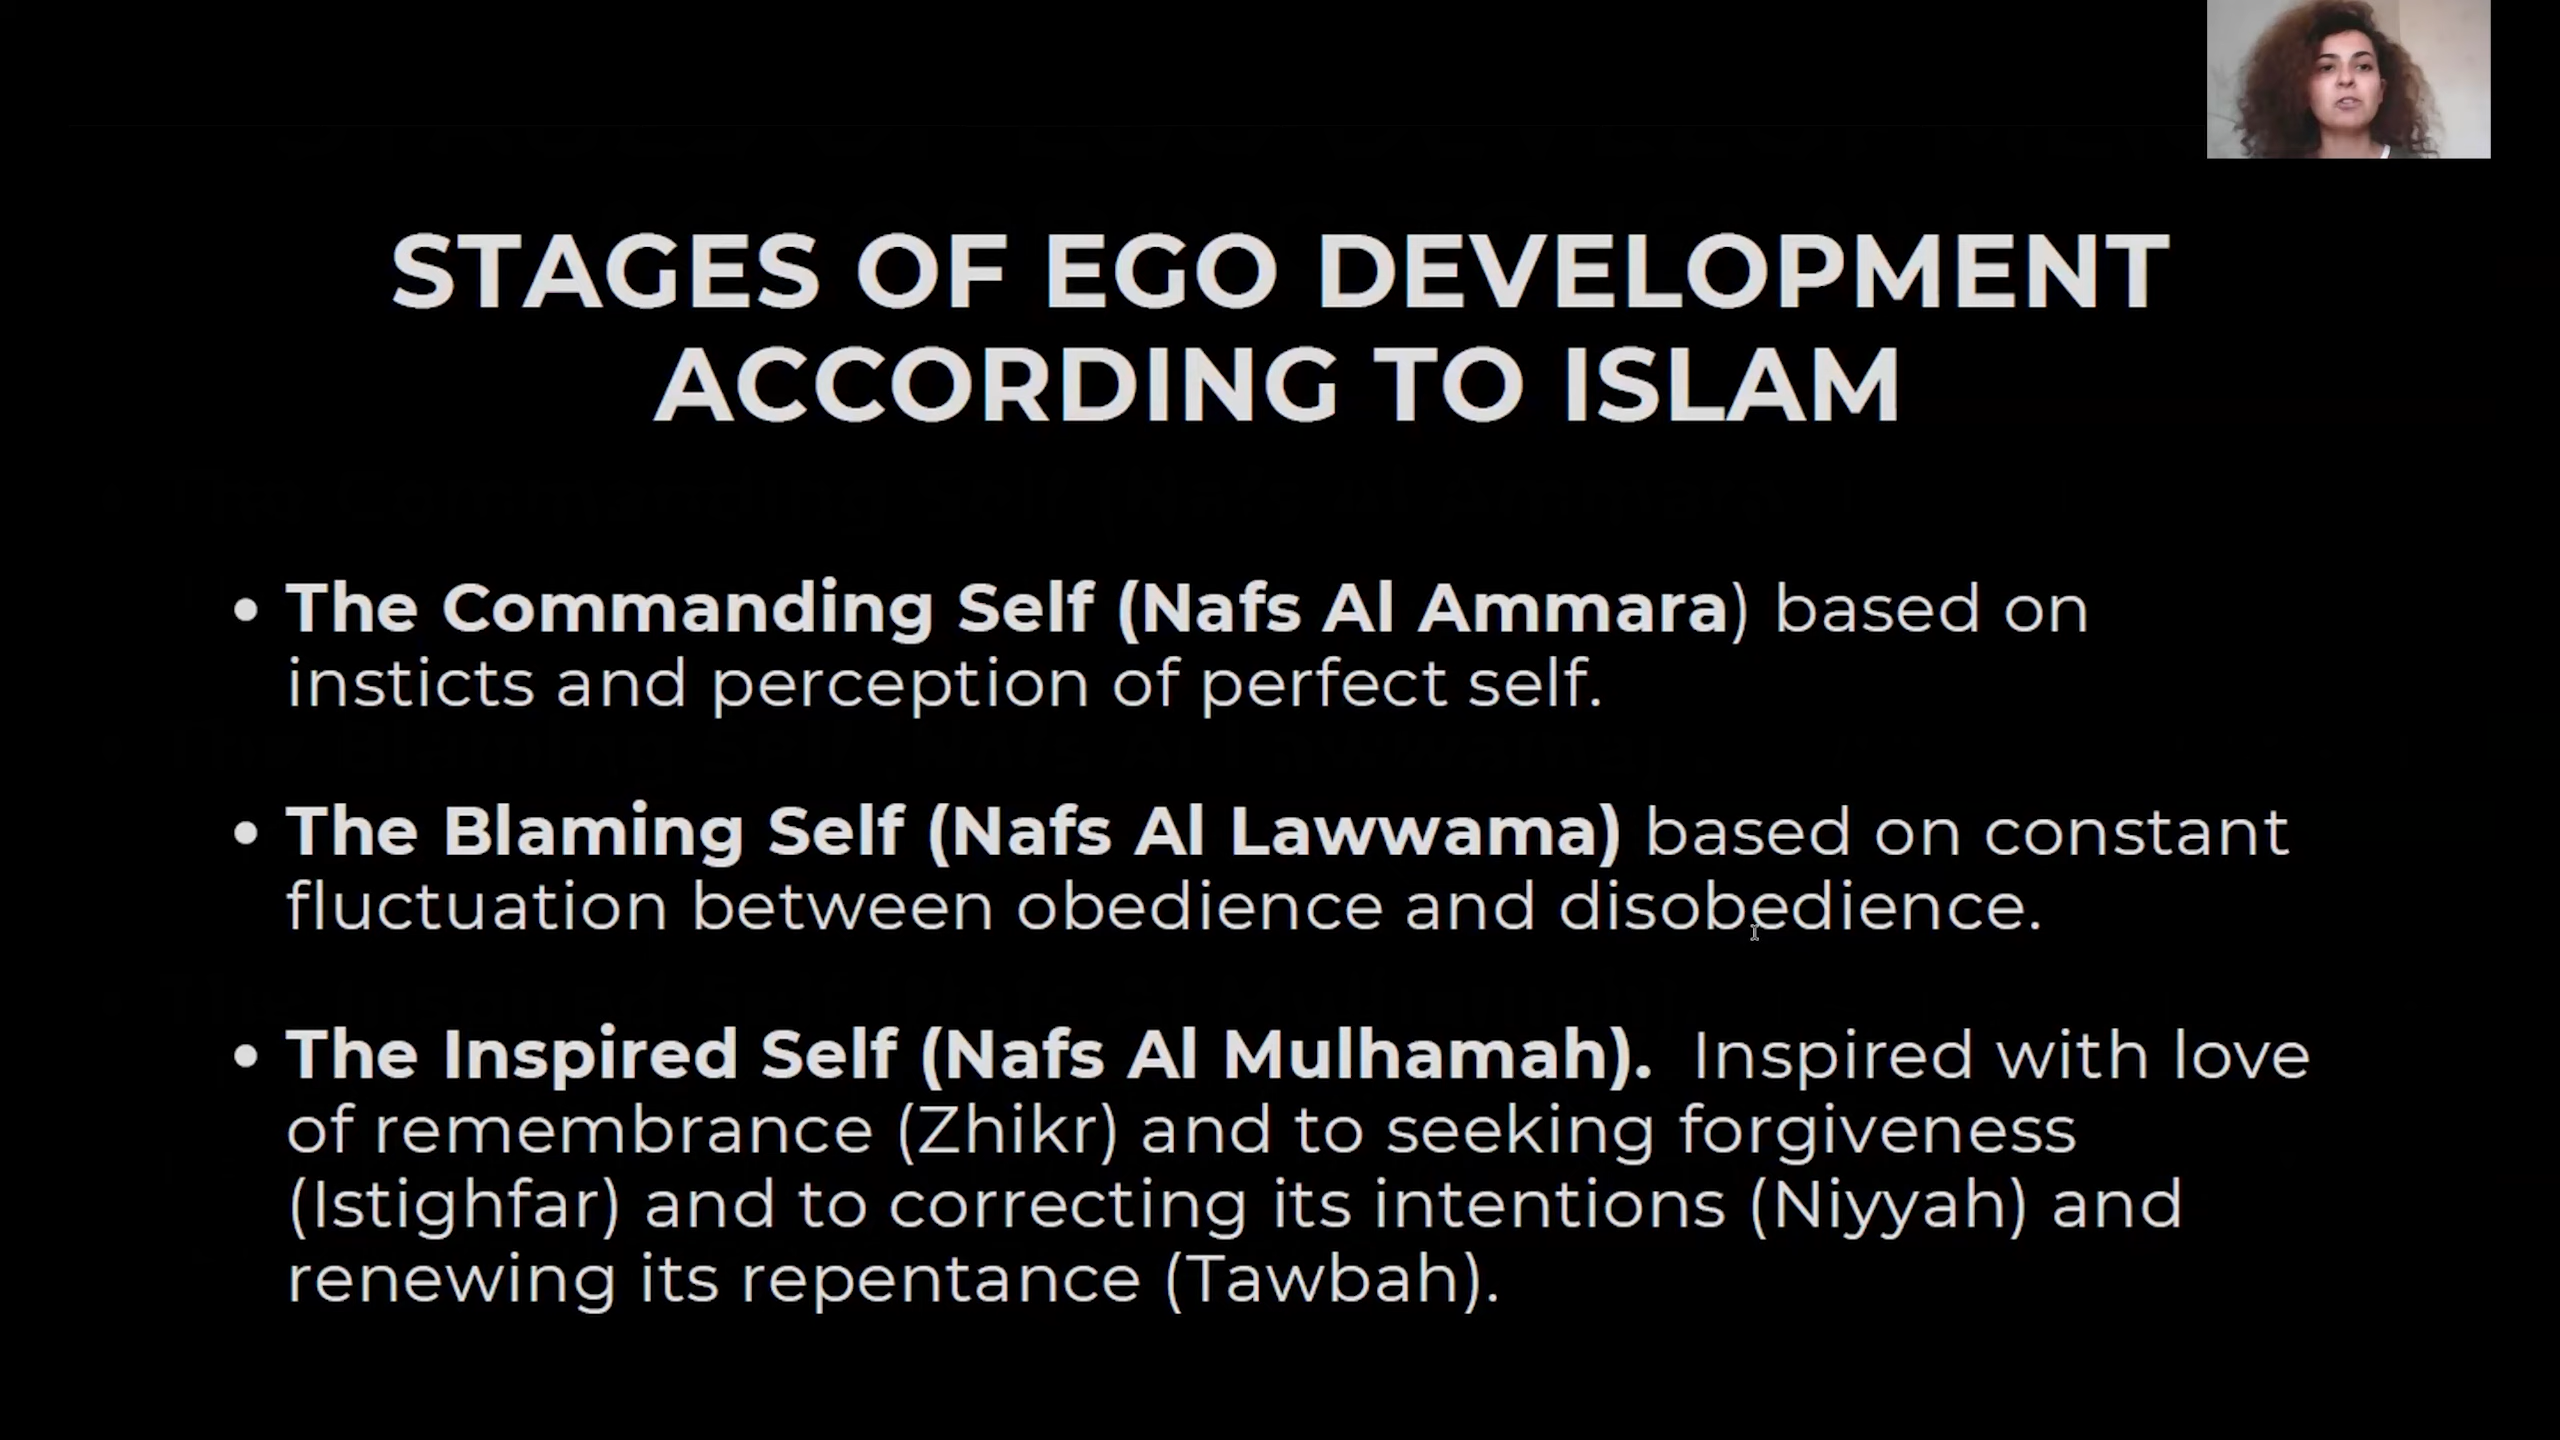 STAGES OF EGO DEVELOPMENT
ACCORDING TO ISLAM
• The Commanding Self (Nafs Al Ammara) based on
insticts and perception of perfect self.
• The Blaming Self (Nafs Al Lawwama) based on constant
fluctuation between obedience and disobedience.
• The Inspired Self (Nafs Al Mulhamah).  Inspired with love
of remembrance (Zhikr) and to seeking forgiveness
(Istighfar) and to correcting its intentions (Niyyah) and
renewing its repentance (Tawbah).